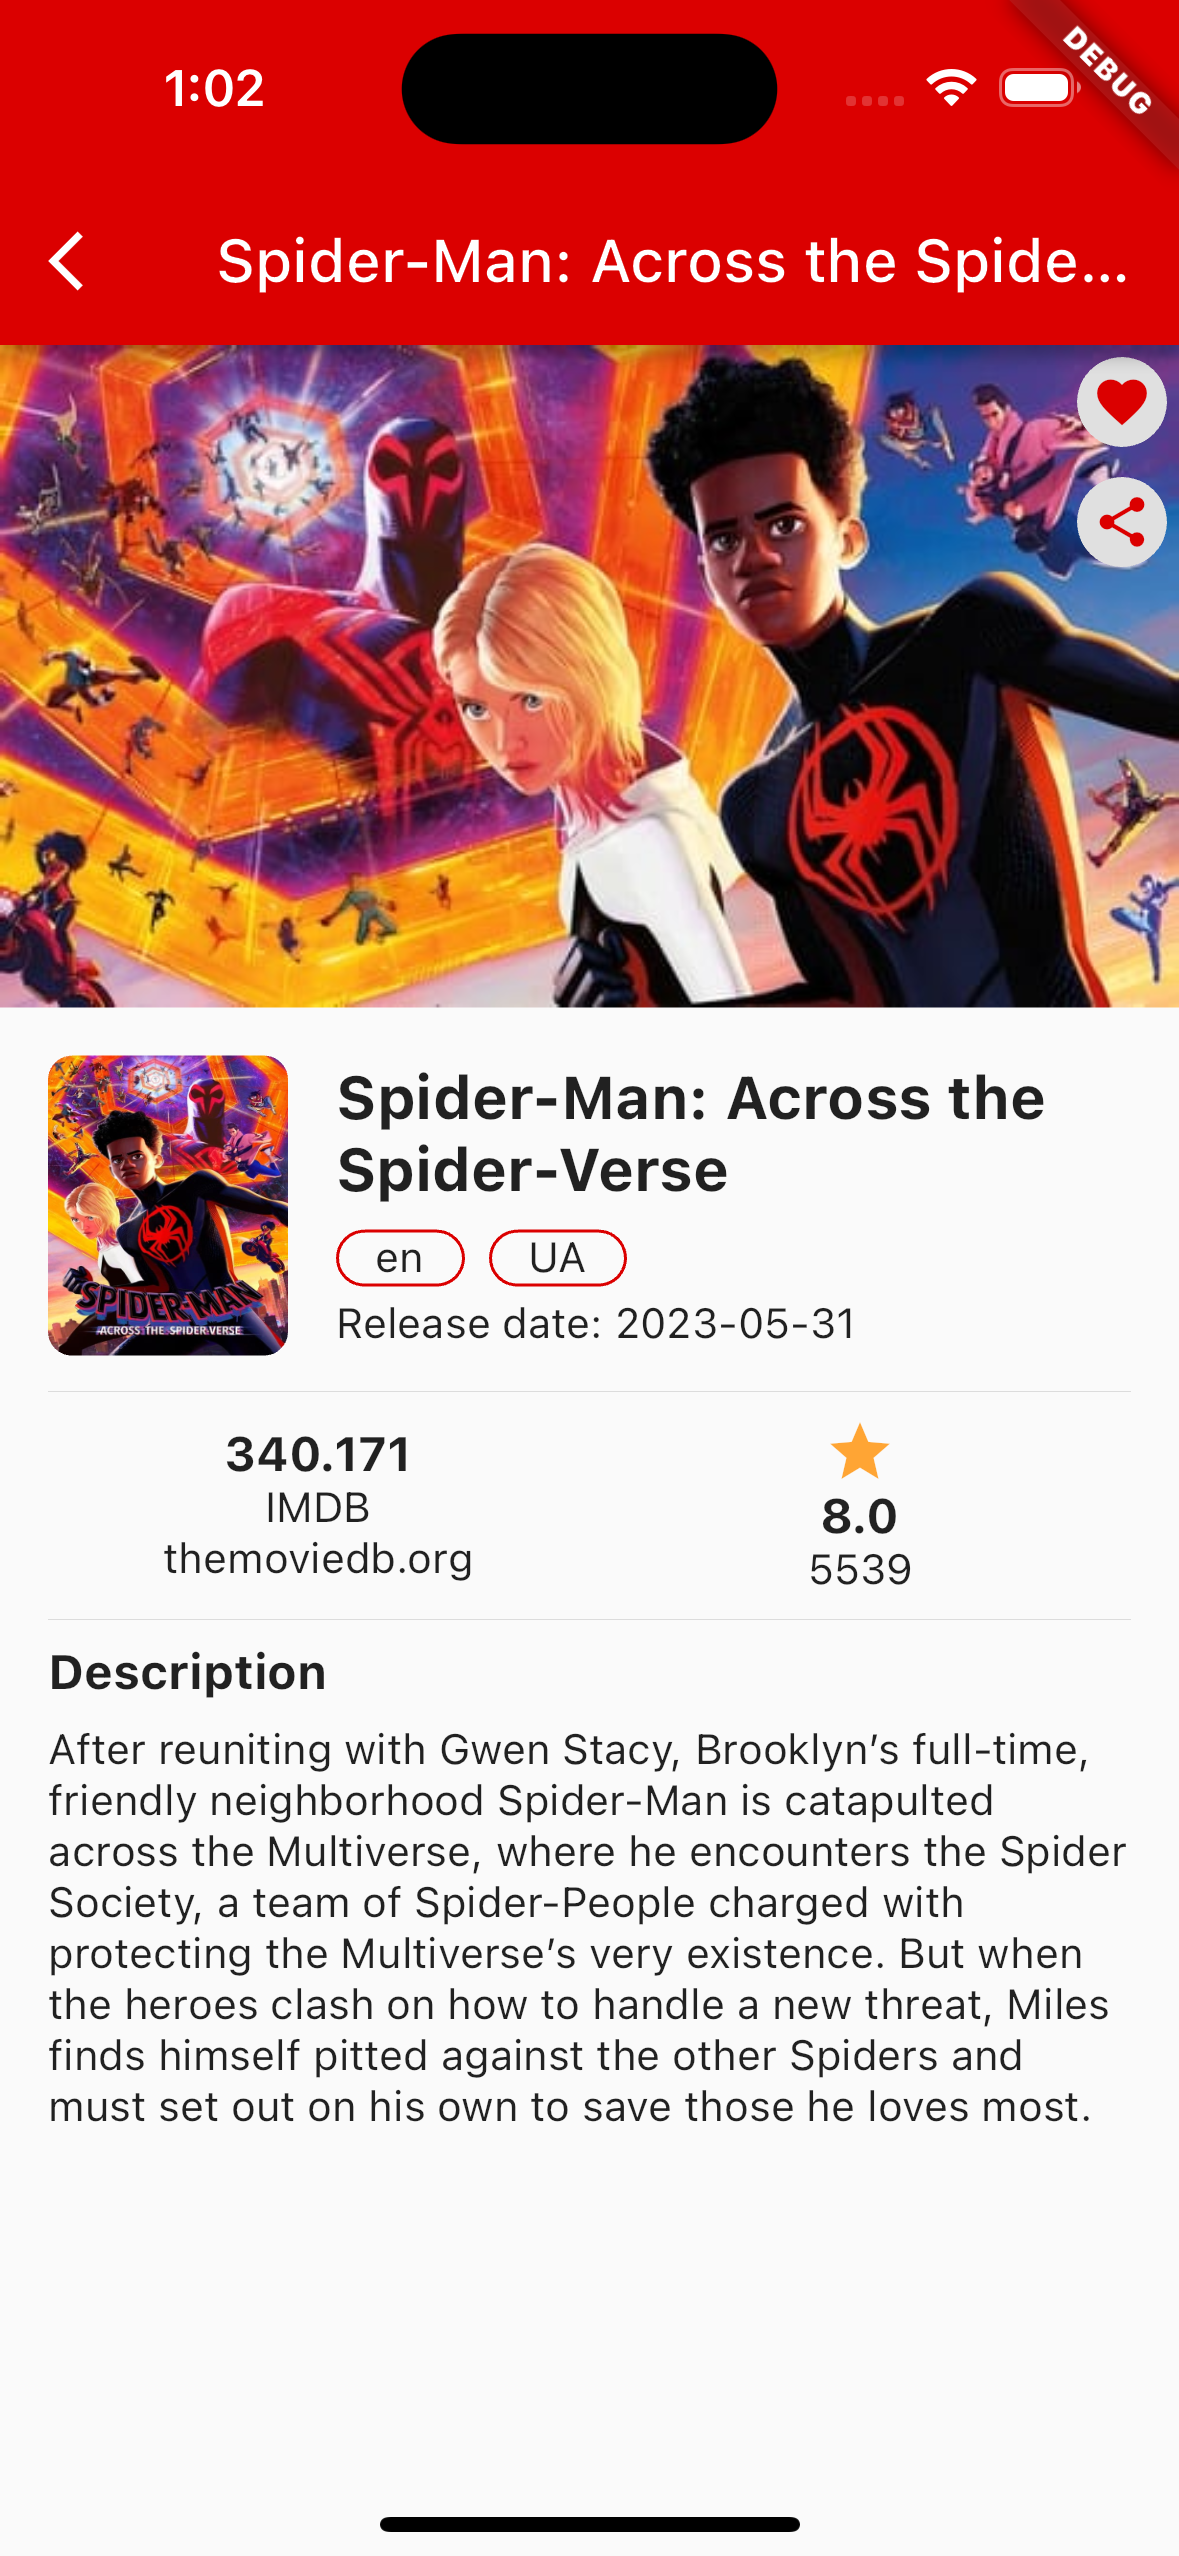 1:02
DEBUG
Spider-Man: Across the Spide...
SPIDER-MAN
ACROSS THE SPIDER-VERSE
Spider-Man: Across the
Spider-Verse
en UA
Release date: 2023-05-31
340.171
IMDB
themoviedb.org
8.0
5539
Description
After reuniting with Gwen Stacy, Brooklyn’s full-time,
friendly neighborhood Spider-Man is catapulted
across the Multiverse, where he encounters the Spider
Society, a team of Spider-People charged with
protecting the Multiverse’s very existence. But when
the heroes clash on how to handle a new threat, Miles
finds himself pitted against the other Spiders and
must set out on his own to save those he loves most.